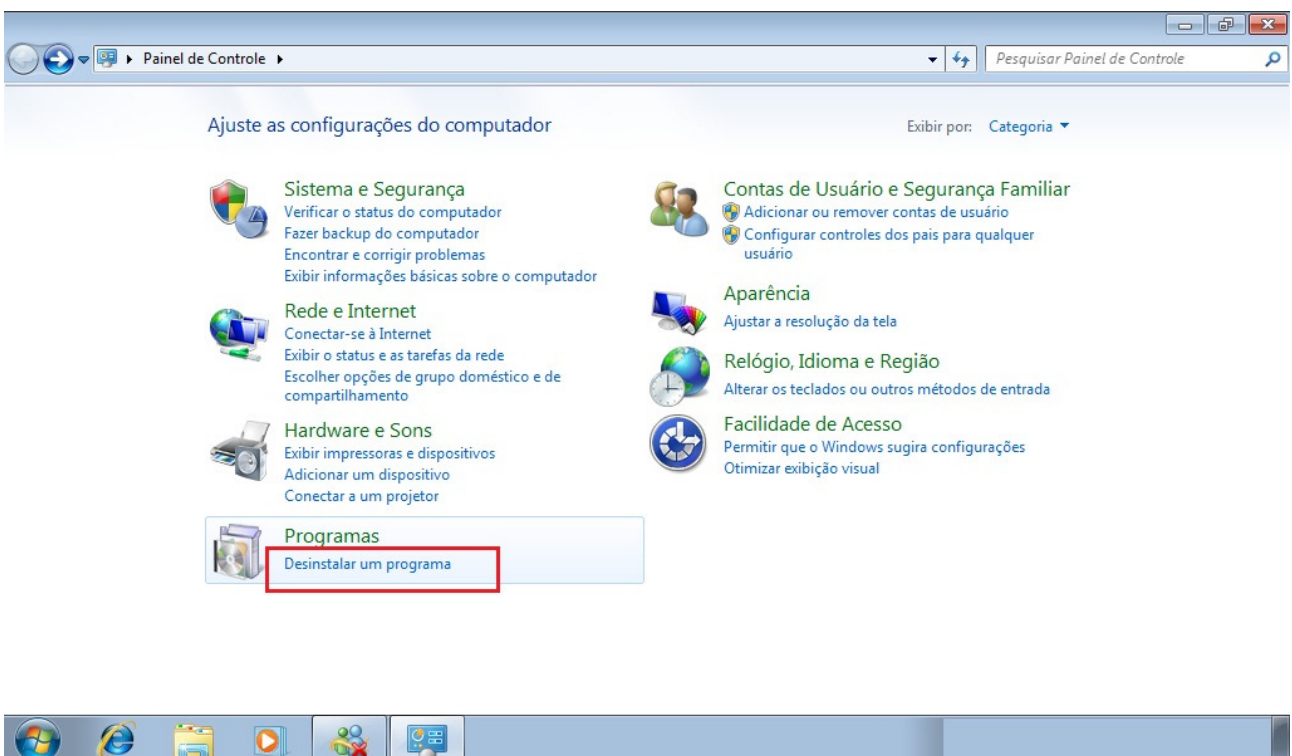 Painel de Controle
Pesquisar Painel de Controle
Ajuste as configurações do computador
Exibir por: Categoria
Sistema e Segurança
Verificar o status do computador
Fazer backup do computador
Encontrar e corrigir problemas
Exibir informações básicas sobre o computador
Rede e Internet
Conectar-se à Internet
Exibir o status e as tarefas da rede
Escolher opções de grupo doméstico e de
compartilhamento
Hardware e Sons
Exibir impressoras e dispositivos
Adicionar um dispositivo
Conectar a um projetor
Programas
Desinstalar um programa
Contas de Usuário e Segurança Familiar
Adicionar ou remover contas de usuário
Configurar controles dos pais para qualquer
usuário
Aparência
Ajustar a resolução da tela
Relógio, Idioma e Região
Alterar os teclados ou outros métodos de entrada
Facilidade de Acesso
Permitir que o Windows sugira configurações
Otimizar exibição visual